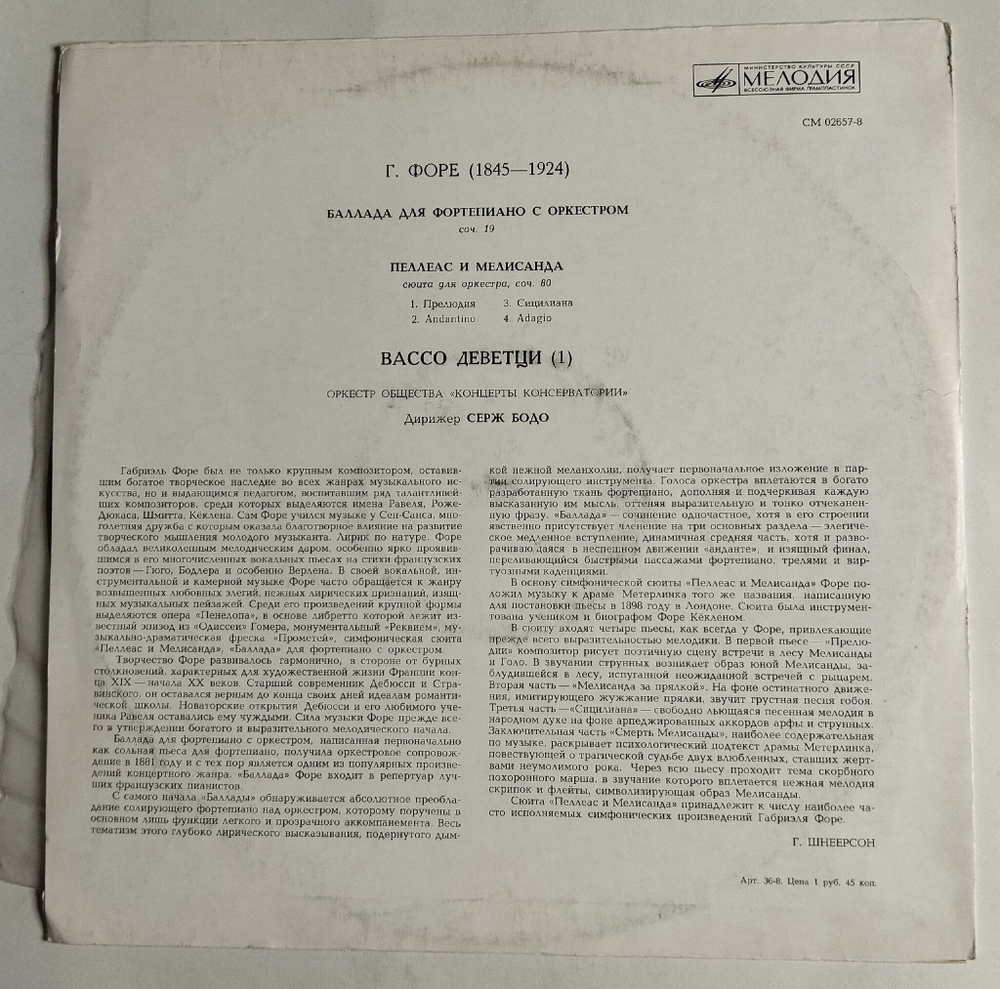 МИНИСТЕРСТВО КУЛЬТУРЫ СССР
МЕЛОДИЯ
ВСЕСОЮЗНАЯ ФИРМА ГРАМПЛАСТИНОК
СМ 02657-8
Г. ФОРЕ (1845—1924)
БАЛЛАДА ДЛЯ ФОРТЕПИАНО С ОРКЕСТРОМ
соч. 19
ПЕЛЛЕАС И МЕЛИСАНДА
сюита для оркестра, соч. 80
1. Прелюдия 3. Сицилиана
2. Andantino 4. Adagio
ВАССО ДЕВЕТЦИ (1)
ОРКЕСТР ОБЩЕСТВА «КОНЦЕРТЫ КОНСЕРВАТОРИИ»
Дирижер СЕРЖ БОДО
Габриэль Форе был не только крупным композитором, оставив-
шим богатое творческое наследие во всех жанрах музыкального ис-
кусства, но и выдающимся педагогом, воспитавшим ряд талантливей-
ших композиторов, среди которых выделяются имена Равеля, Роже-
Дюкаса, Шмитта, Кёклена. Сам Форе учился музыке у Сен-Санса, мно-
голетняя дружба с которым оказала благотворное влияние на развитие
творческого мышления молодого музыканта. Лирик по натуре. Форе
обладал великолепным мелодическим даром, особенно ярко проявив-
шимся в его многочисленных вокальных пьесах на стихи французских
поэтов — Гюго, Бодлера и особенно Верлена. В своей вокальной, ин-
струментальной и камерной музыке Форе часто обращается к жанру
возвышенных любовных элегий, нежных лирических признаний, изящ-
ных музыкальных пейзажей. Среди его произведений крупной формы
выделяются опера «Пенелопа», в основе либретто которой лежит из-
вестный эпизод из «Одиссеи» Гомера, монументальный «Реквием», му-
зыкально-драматическая фреска «Прометей», симфоническая сюита
«Пеллеас и Мелисанда», «Баллада» для фортепиано с оркестром.
Творчество Форе развивалось гармонично, в стороне от бурных
столкновений, характерных для художественной жизни Франции кон-
ца XIX — начала XX веков. Старший современник Дебюсси и Стра-
винского, он оставался верным до конца своих дней идеалам романти-
ческой школы. Новаторские открытия Дебюсси и его любимого уче-
ника Равеля оставались ему чуждыми. Сила музыки Форе прежде все-
го в утверждении богатого и выразительного мелодического начала.
Баллада для фортепиано с оркестром, написанная первоначально
как сольная пьеса для фортепиано, получила оркестровое сопровож-
дение в 1881 году и с тех пор является одним из популярных произве-
дений концертного жанра. «Баллада» Форе входит в репертуар луч-
ших французских пианистов.
С самого начала «Баллады» обнаруживается абсолютное преобла-
дание солирующего фортепиано над оркестром, которому поручены в
основном лишь функции легкого и прозрачного аккомпанемента. Весь
тематизм этого глубоко лирического высказывания, подернутого дым-
кой нежной меланхолии, получает первоначальное изложение в пар-
тии солирующего инструмента. Голоса оркестра вплетаются в богато
разработанную ткань фортепиано, дополняя и подчеркивая каждую
высказанную им мысль, оттеняя выразительную и тонко отчеканен-
ную фразу. «Баллада» — сочинение одночастное, хотя в его строении
явственно присутствует членение на три основных раздела — элегиче-
ское медленное вступление, динамичная средняя часть, хотя и разво-
рачивающаяся в неспешном движении «анданте», и изящный финал,
переливающийся быстрыми пассажами фортепиано, трелями и вир-
туозными каденциями.
В основу симфонической сюиты «Пеллеас и Мелисанда» Форе по-
ложил музыку к драме Метерлинка того же названия, написанную
для постановки пьесы в 1898 году в Лондоне. Сюита была инструмен-
тована учеником и биографом Форе Кёкленом.
В сюиту входят четыре пьесы, как всегда у Форе, привлекающие
прежде всего выразительностью мелодики. В первой пьесе — «Прелю-
дии» композитор рисует поэтичную сцену встречи в лесу Мелисанды
и Голо. В звучании струнных возникает образ юной Мелисанды, за-
блудившейся в лесу, испуганной неожиданной встречей с рыцарем.
Вторая часть — «Мелисанда за прялкой». На фоне остинатного движе-
ния, имитирующего жужжание прялки, звучит грустная песня гобоя.
Третья часть — «Сицилиана» — свободно льющаяся песенная мелодия в
народном духе на фоне арпеджированных аккордов арфы и струнных.
Заключительная часть «Смерть Мелисанды», наиболее содержательная
по музыке, раскрывает психологический подтекст драмы Метерлинка,
повествующей о трагической судьбе двух влюбленных, ставших жерт-
вами неумолимого рока. Через всю пьесу проходит тема скорбного
похоронного марша, в звучание которого вплетается нежная мелодия
скрипок и флейты, символизирующая образ Мелисанды.
Сюита «Пеллеас и Мелисанда» принадлежит к числу наиболее ча-
сто исполняемых симфонических произведений Габриэля Форе.
Г. ШНЕЕРСОН
Арт. 36-8. Цена 1 руб. 45 коп.